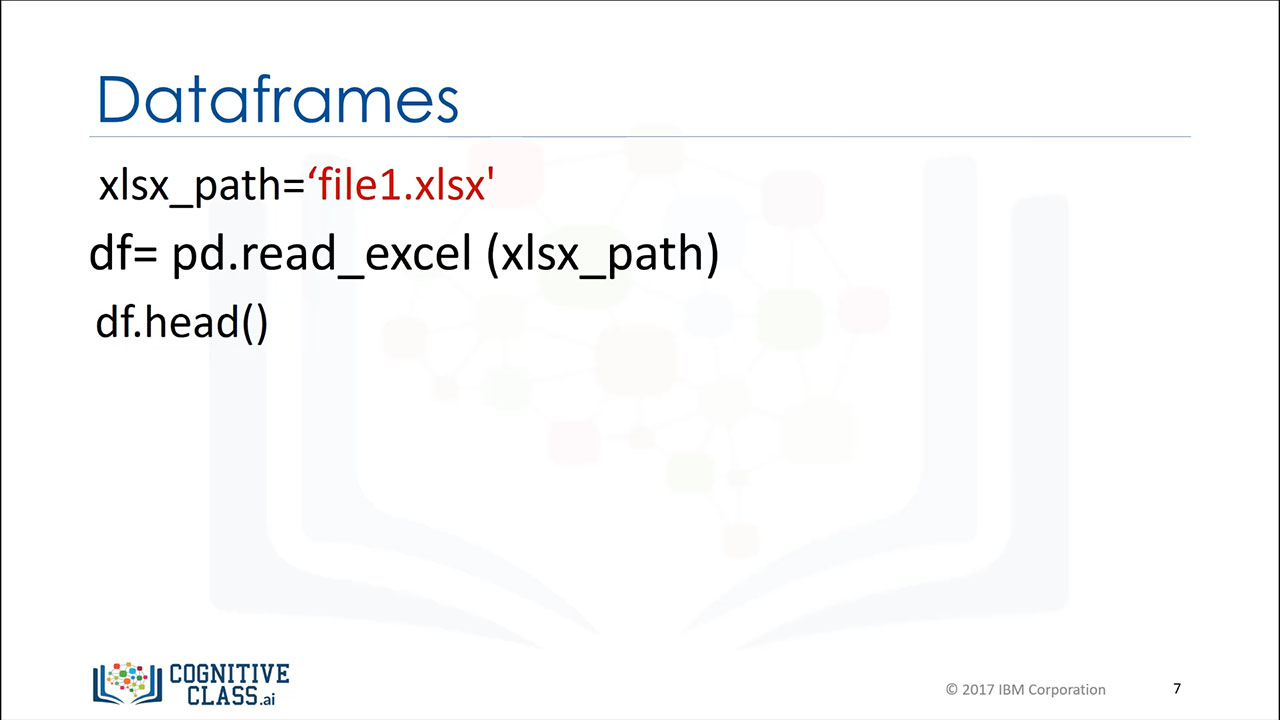 Dataframes
xlsx_path=‘file1.xlsx'
df= pd.read_excel (xlsx_path)
df.head()
COGNITIVE
CLASS.ai
© 2017 IBM Corporation
7